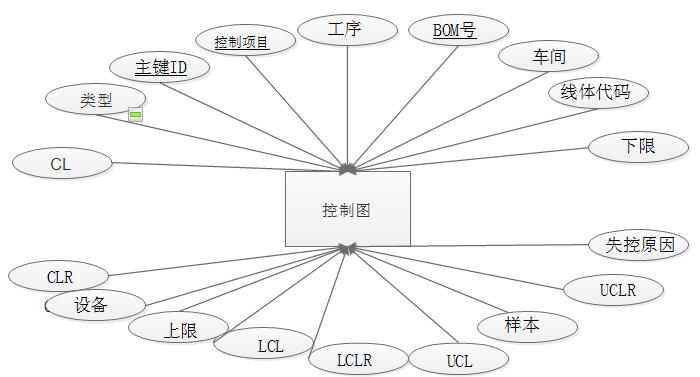 工序
BOM号
控制项目
车间
主键ID
线体代码
类型
下限
CL
控制图
失控原因
CLR
UCLR
设备
样本
上限
LCL
LCLR
UCL